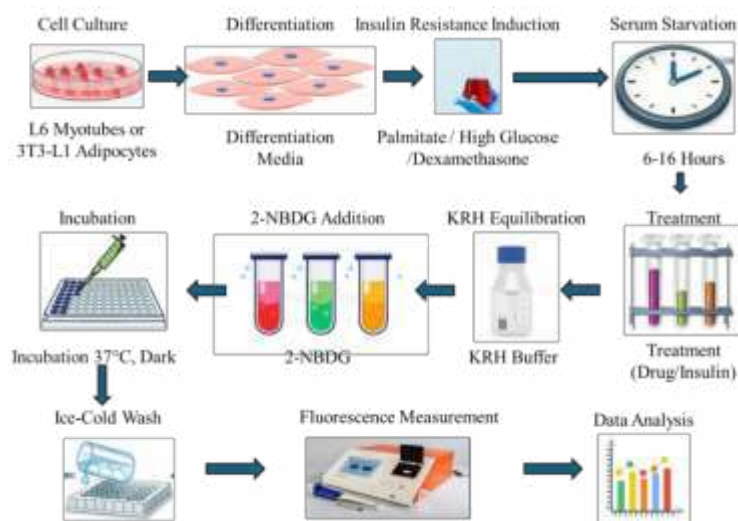 Cell Culture
Differentiation
Insulin Resistance Induction
Serum Starvation
L6 Myotubes or
3T3-L1 Adipocytes
Differentiation
Media
Palmitate / High Glucose
/Dexamethasone
6-16 Hours
Incubation
2-NBDG Addition
KRH Equilibration
Treatment
Incubation 37°C, Dark
2-NBDG
KRH Buffer
Treatment
(Drug/Insulin)
Ice-Cold Wash
Fluorescence Measurement
Data Analysis